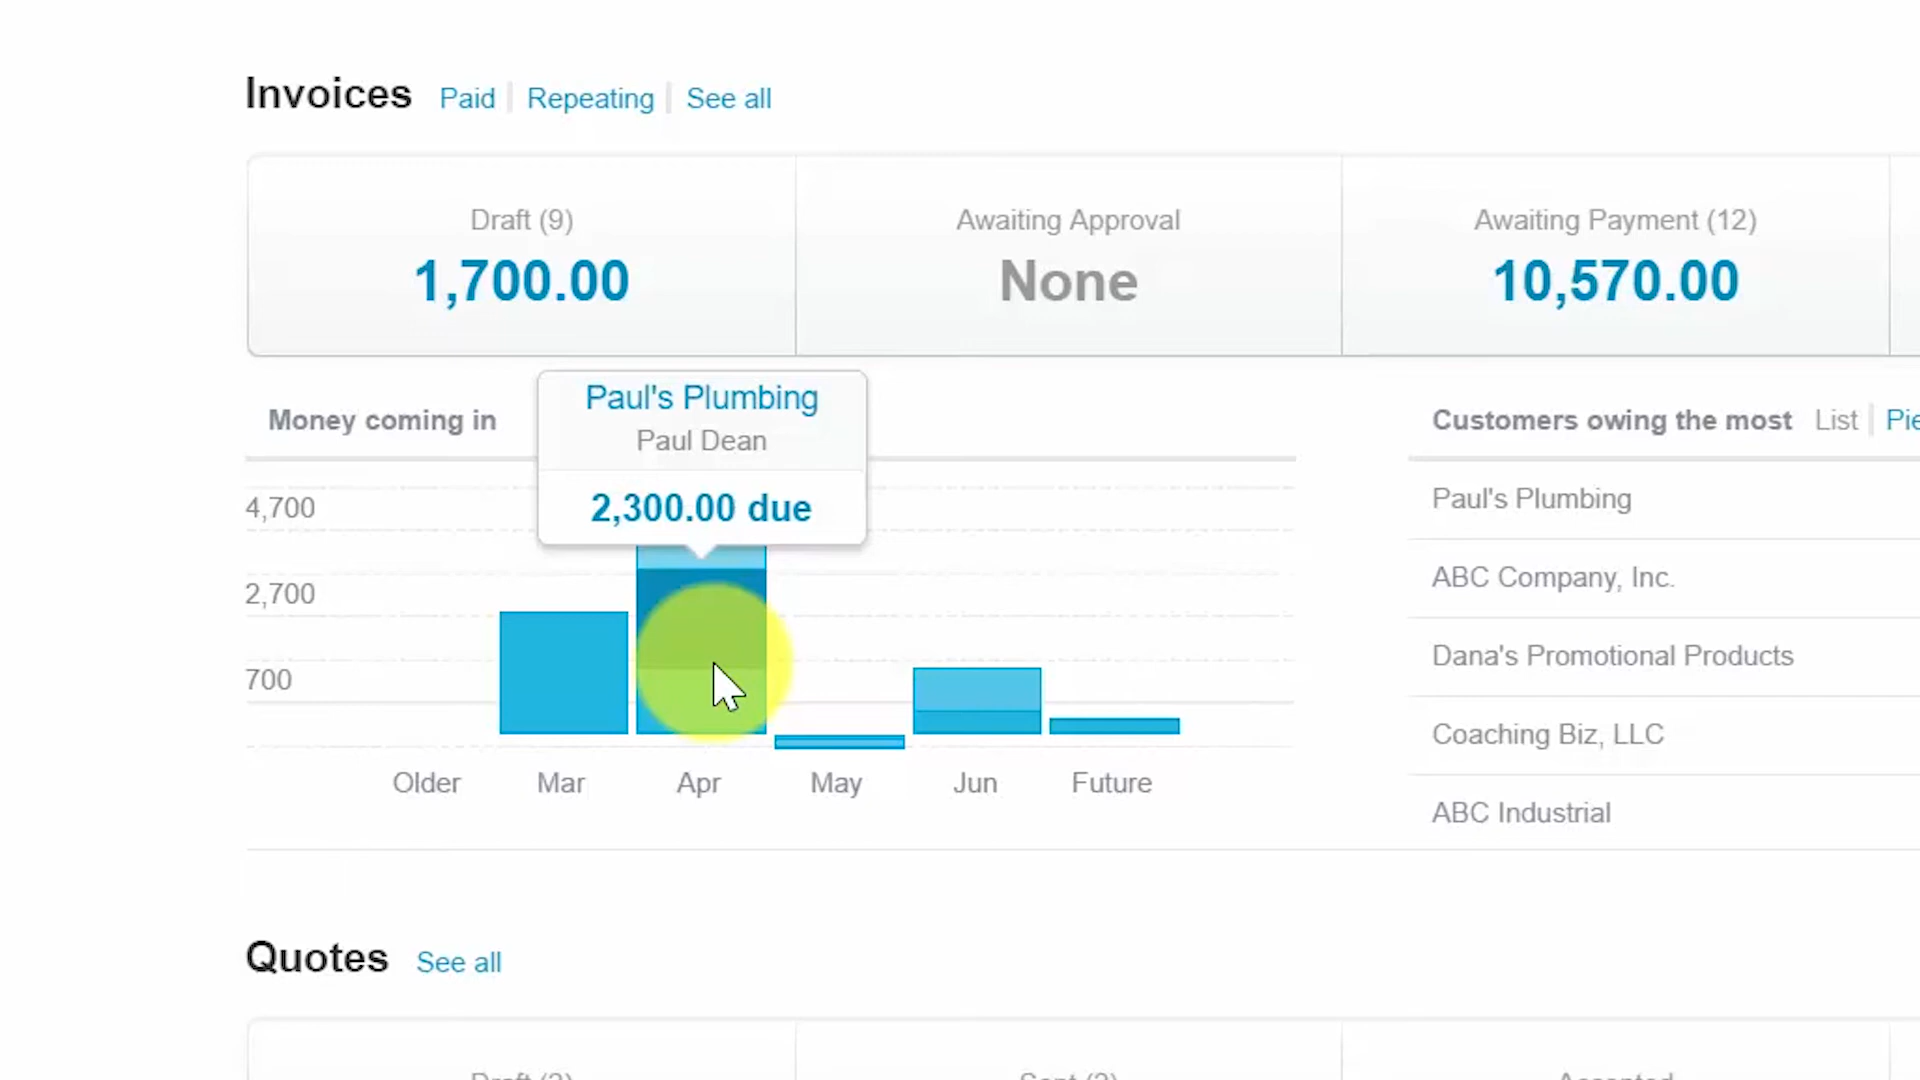 Invoices Paid Repeating See all
Draft (9)
1,700.00
Awaiting Approval
None
Awaiting Payment (12)
10,570.00
Money coming in
Paul's Plumbing
Paul Dean
2,300.00 due
4,700
2,700
700
Older Mar Apr May Jun Future
Customers owing the most List Pie
Paul's Plumbing
ABC Company, Inc.
Dana's Promotional Products
Coaching Biz, LLC
ABC Industrial
Quotes See all